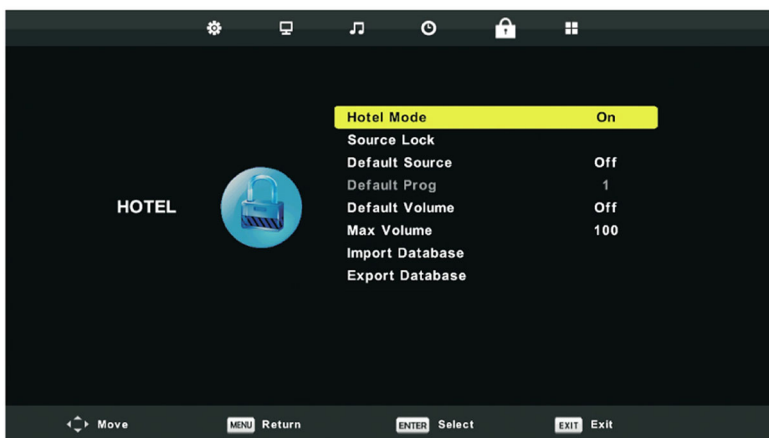 HOTEL
Hotel Mode On
Source Lock
Default Source Off
Default Prog 1
Default Volume Off
Max Volume 100
Import Database
Export Database
Move MENU Return ENTER Select EXIT Exit